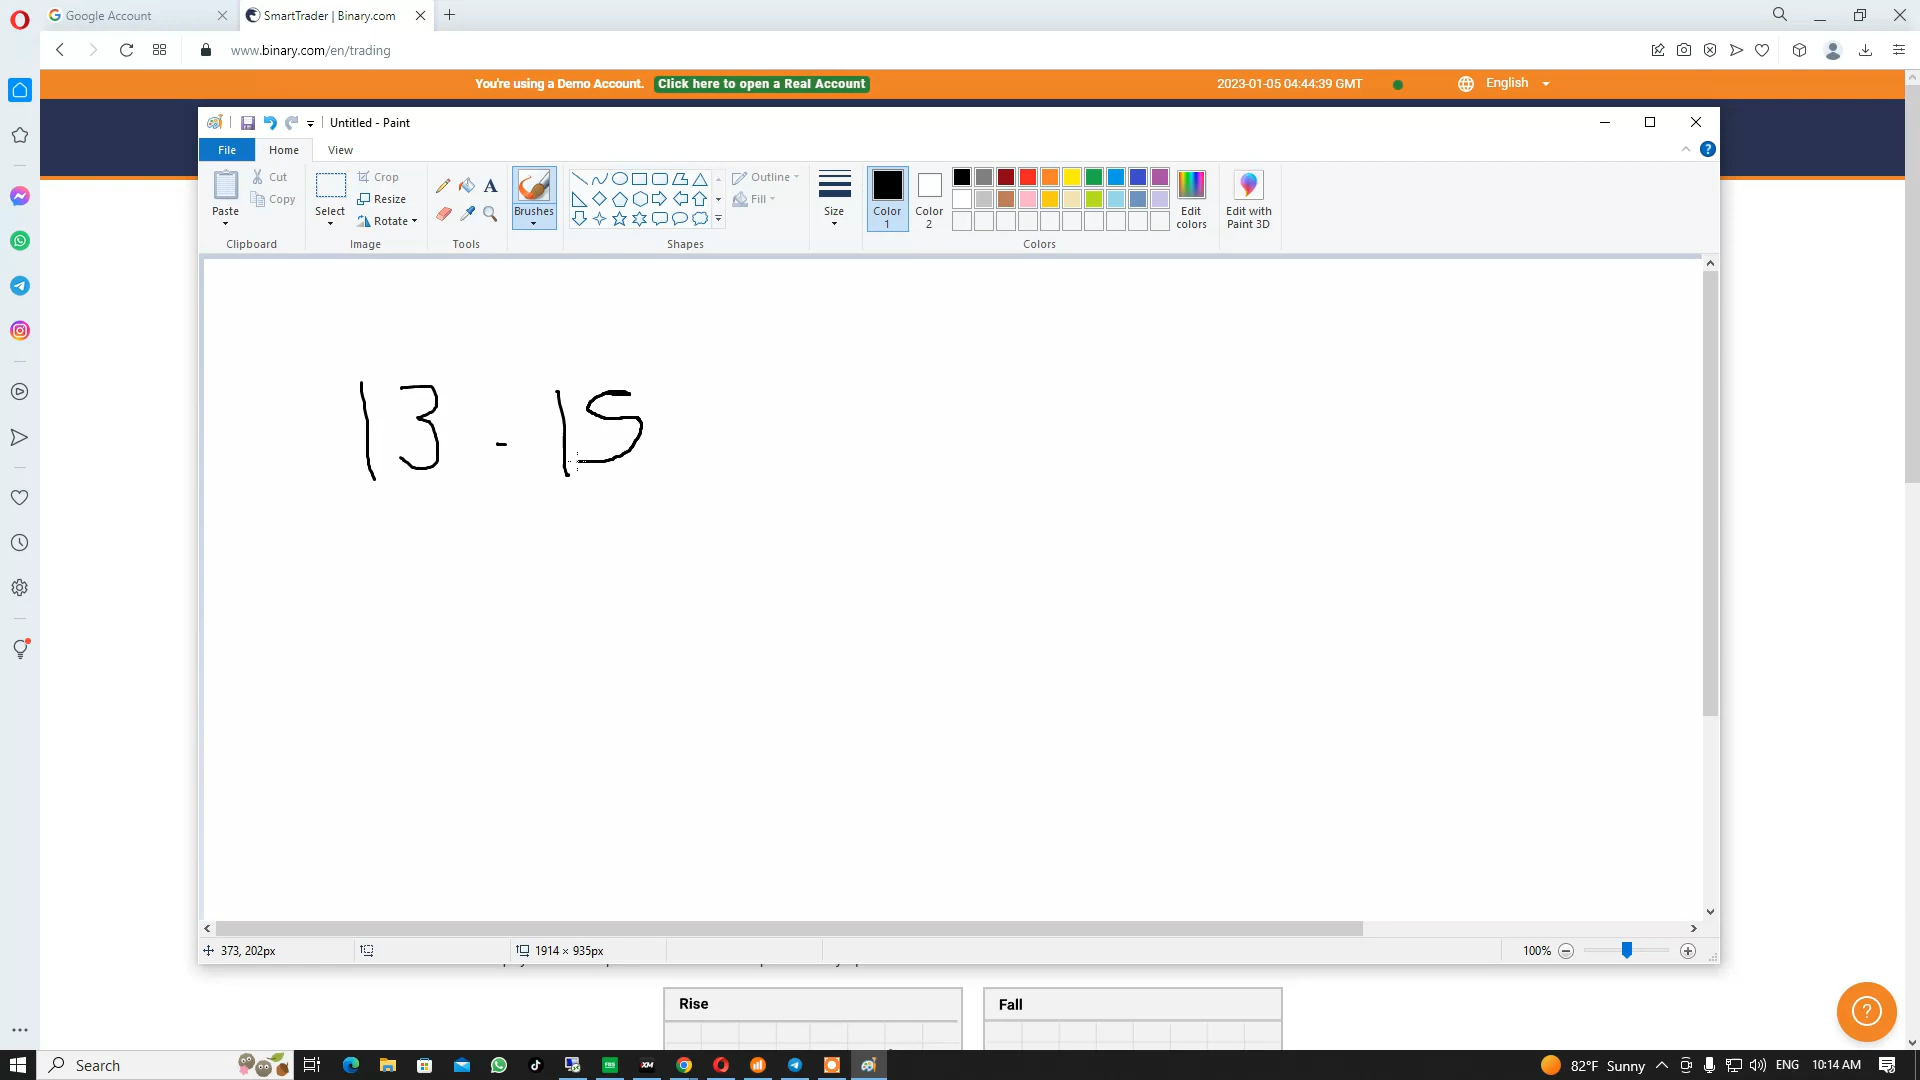 Google Account
SmartTrader | Binary.com
www.binary.com/en/trading
You're using a Demo Account. Click here to open a Real Account
2023-01-05 04:44:39 GMT
English
Untitled - Paint
File Home View
Paste
Cut
Copy
Clipboard
Select
Crop
Resize
Rotate
Image
A
Tools
Brushes
Outline
Fill
Shapes
Size
Color 1
Color 2
Edit colors
Edit with Paint 3D
Colors
13 - 15
373, 202px
1914 × 935px
100%
Rise
Fall
Search
XM
82°F Sunny
ENG
10:14 AM